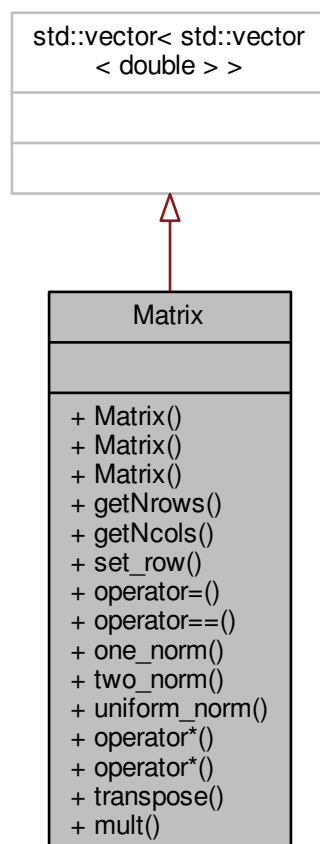 std::vector< std::vector
< double > >
Matrix
+ Matrix()
+ Matrix()
+ Matrix()
+ getNrows()
+ getNcols()
+ set_row()
+ operator=()
+ operator==()
+ one_norm()
+ two_norm()
+ uniform_norm()
+ operator*()
+ operator*()
+ transpose()
+ mult()